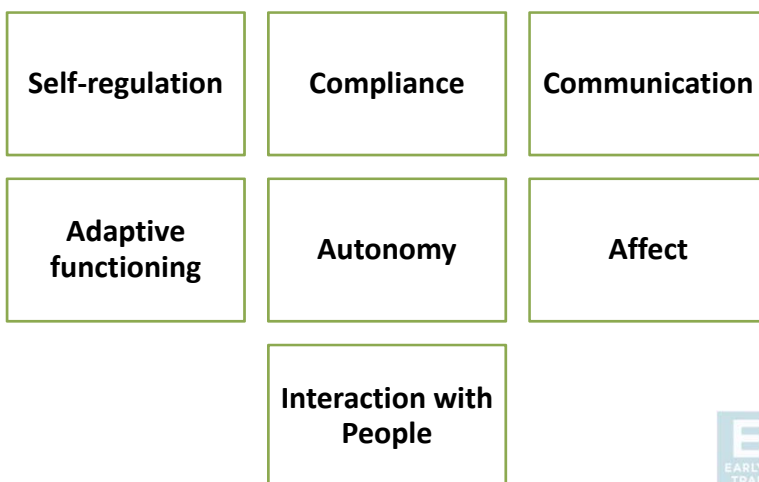 Self-regulation
Compliance
Communication
Adaptive
functioning
Autonomy
Affect
Interaction with
People